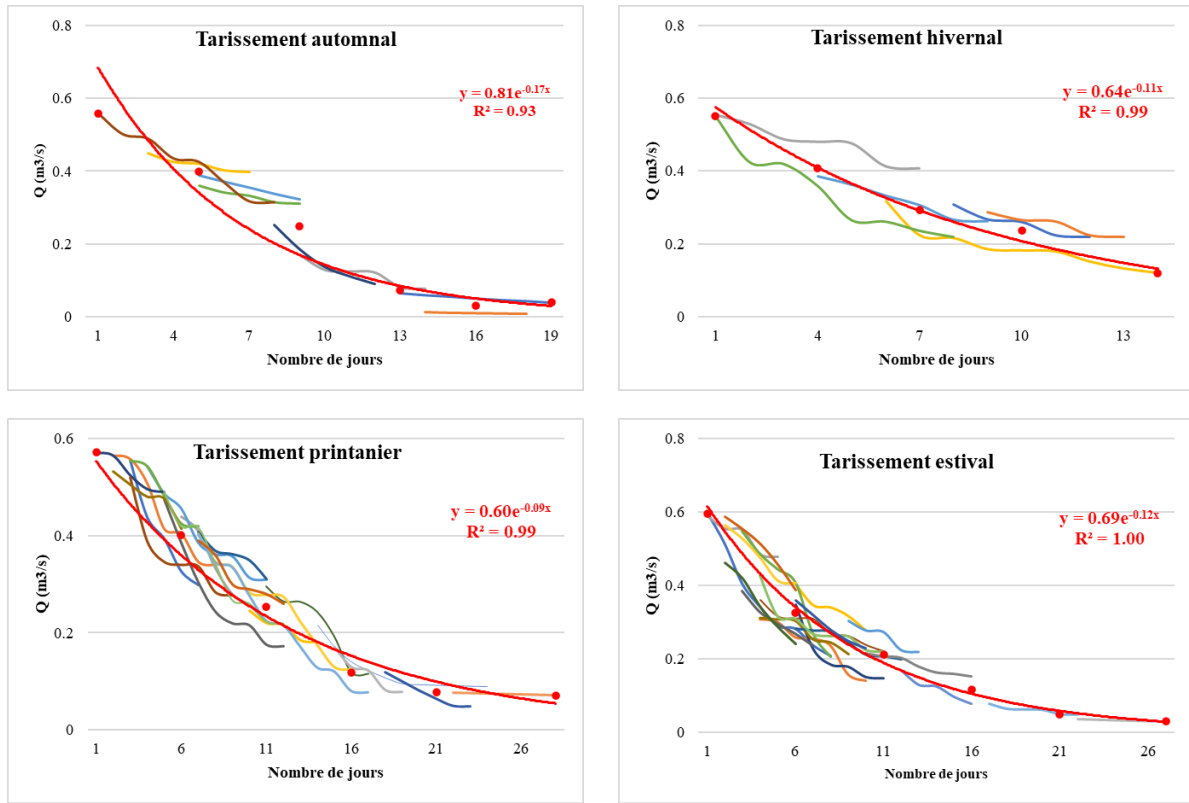 Tarissement automnal
y = 0.81e^-0.17x
R² = 0.93
Q (m3/s)
0.8
0.6
0.4
0.2
0
1 4 7 10 13 16 19
Nombre de jours
Tarissement hivernal
y = 0.64e^-0.11x
R² = 0.99
Q (m3/s)
0.8
0.6
0.4
0.2
0
1 4 7 10 13
Nombre de jours
Tarissement printanier
y = 0.60e^-0.09x
R² = 0.99
Q (m3/s)
0.6
0.4
0.2
0
1 6 11 16 21 26
Nombre de jours
Tarissement estival
y = 0.69e^-0.12x
R² = 1.00
Q (m3/s)
0.8
0.6
0.4
0.2
0
1 6 11 16 21 26
Nombre de jours